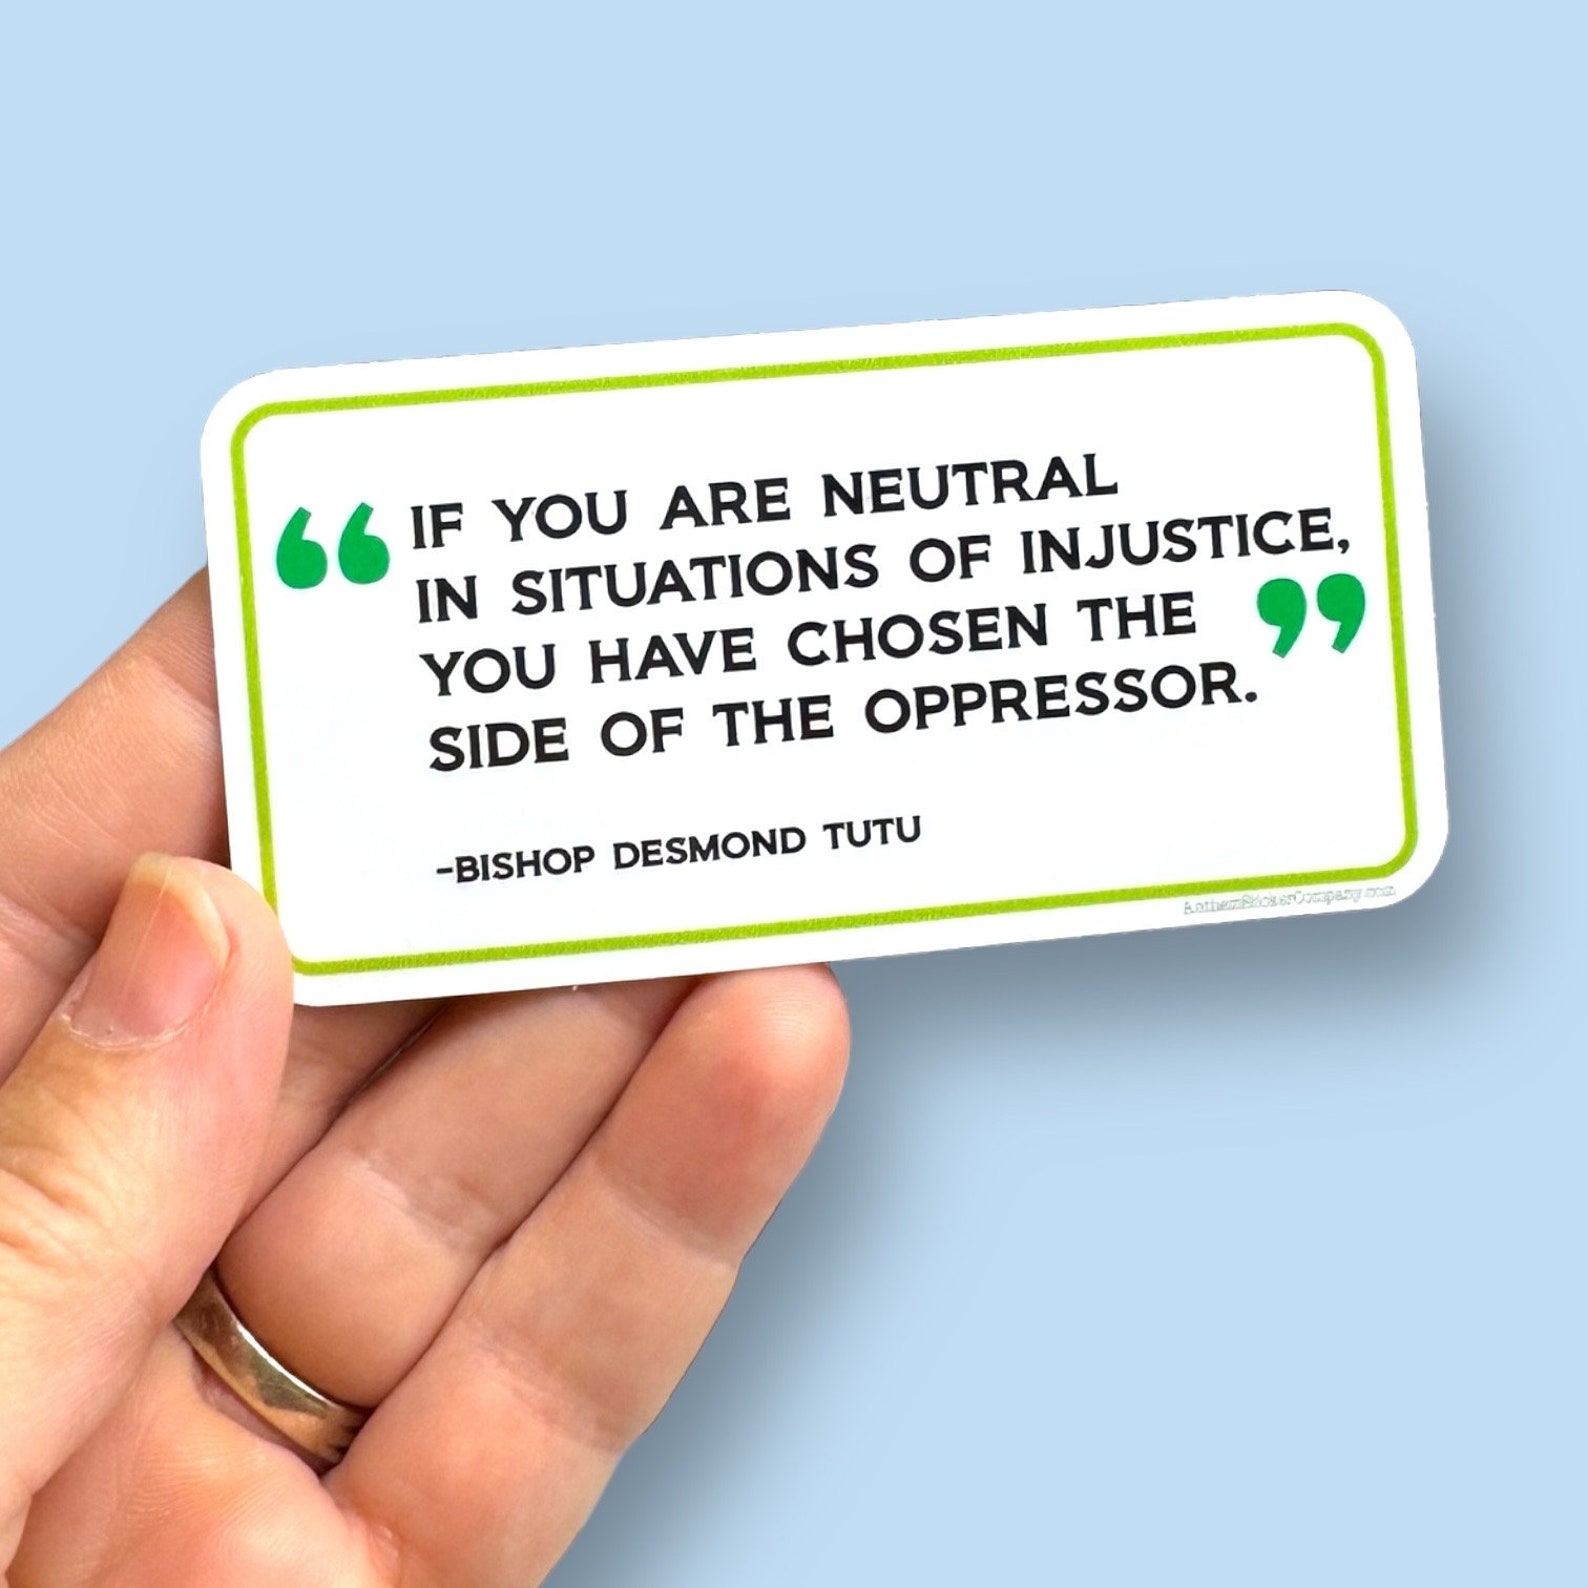 “IF YOU ARE NEUTRAL
IN SITUATIONS OF INJUSTICE,
YOU HAVE CHOSEN THE
SIDE OF THE OPPRESSOR.”
-BISHOP DESMOND TUTU
AnthemStickerCompany.com